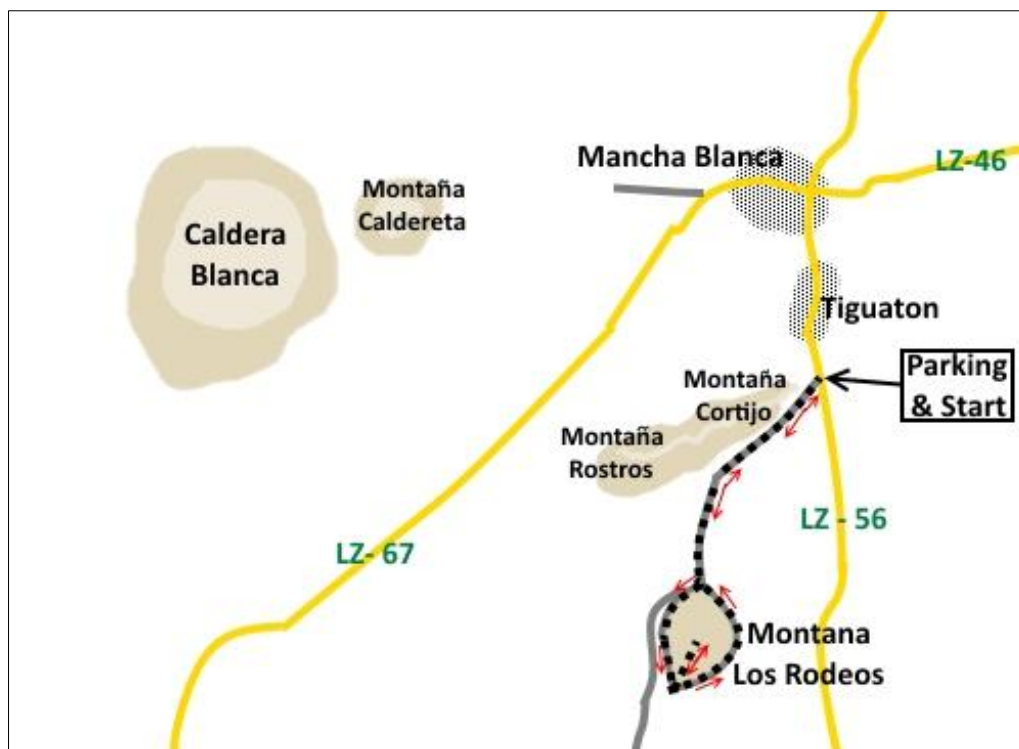 Mancha Blanca
LZ-46
Montaña
Caldereta
Caldera
Blanca
Tiguaton
Parking
& Start
Montaña
Cortijo
Montaña
Rostros
LZ - 56
LZ- 67
Montana
Los Rodeos